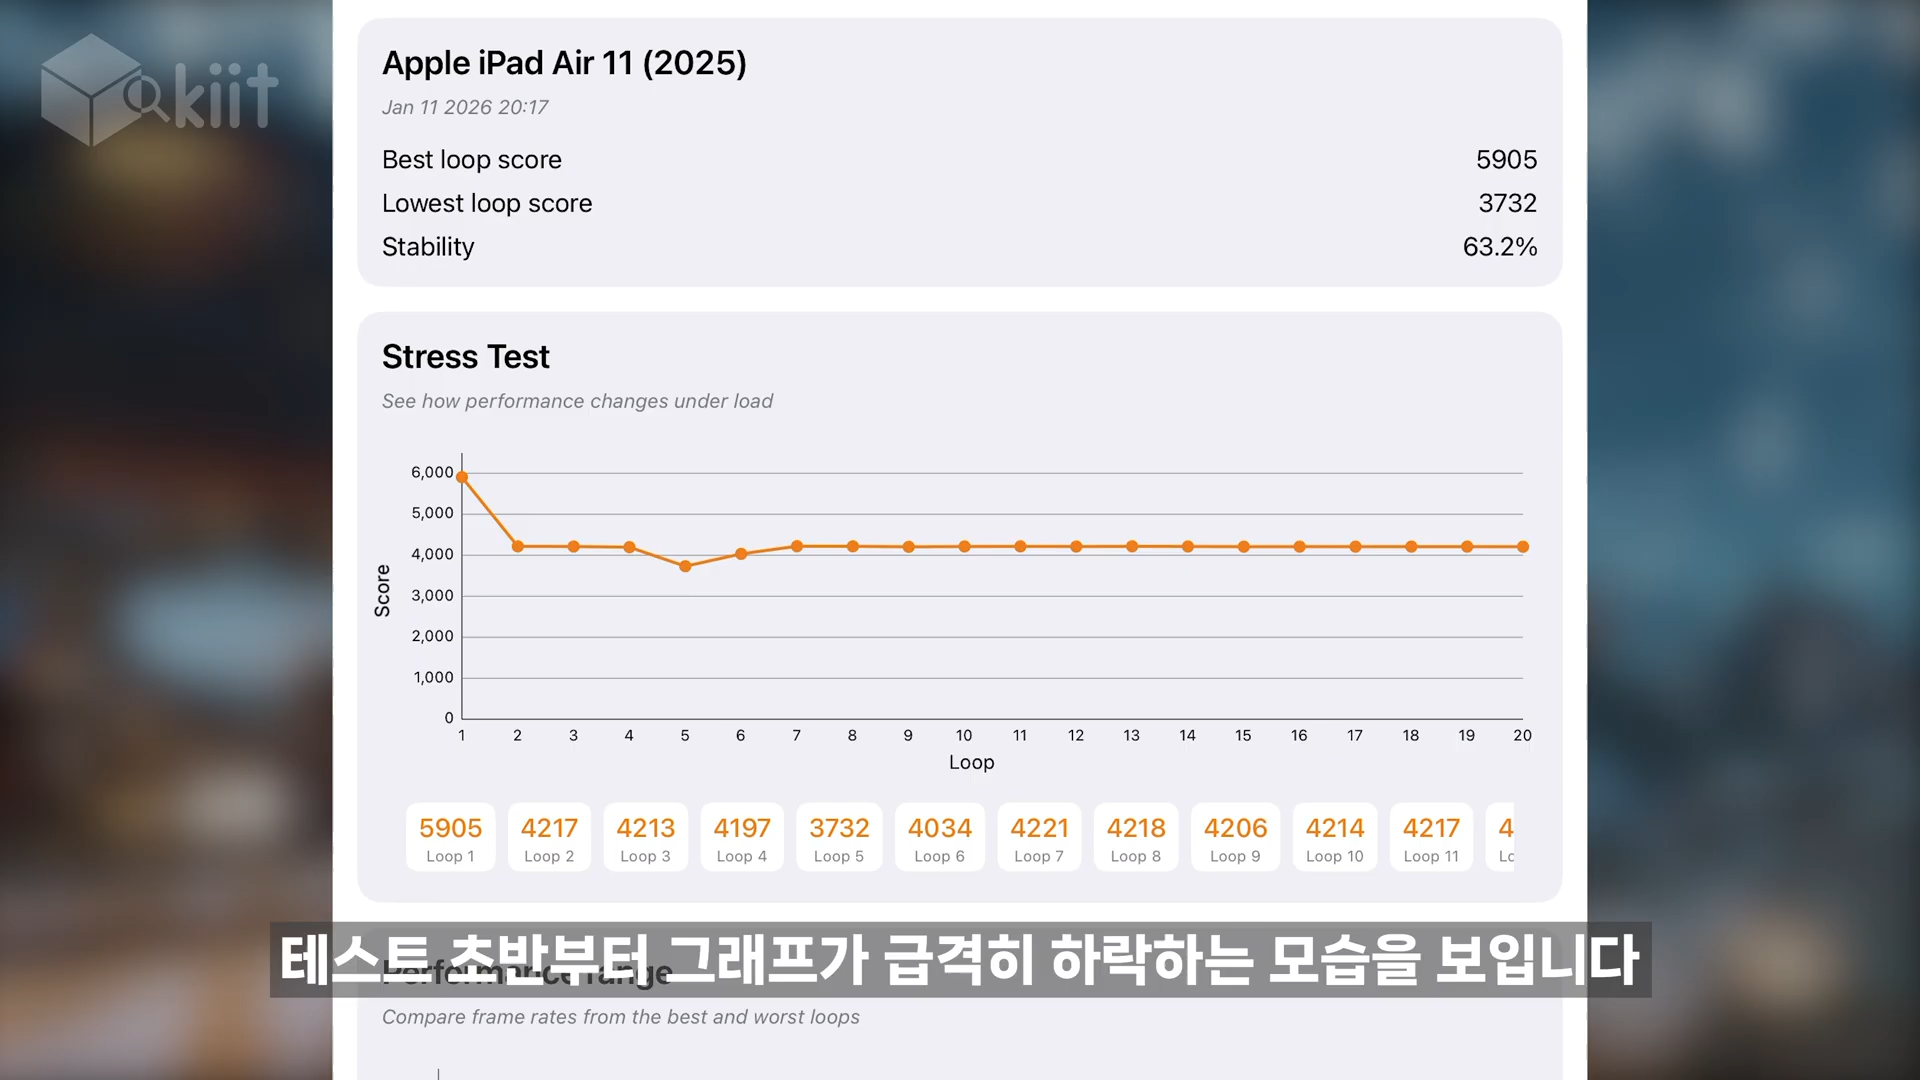 kiit
Apple iPad Air 11 (2025)
Jan 11 2026 20:17
Best loop score 5905
Lowest loop score 3732
Stability 63.2%
Stress Test
See how performance changes under load
Score
6,000
5,000
4,000
3,000
2,000
1,000
0
1 2 3 4 5 6 7 8 9 10 11 12 13 14 15 16 17 18 19 20
Loop
5905 4217 4213 4197 3732 4034 4221 4218 4206 4214 4217 4
Loop 1 Loop 2 Loop 3 Loop 4 Loop 5 Loop 6 Loop 7 Loop 8 Loop 9 Loop 10 Loop 11 Lo
Performance range
테스트 초반부터 그래프가 급격히 하락하는 모습을 보입니다
Compare frame rates from the best and worst loops